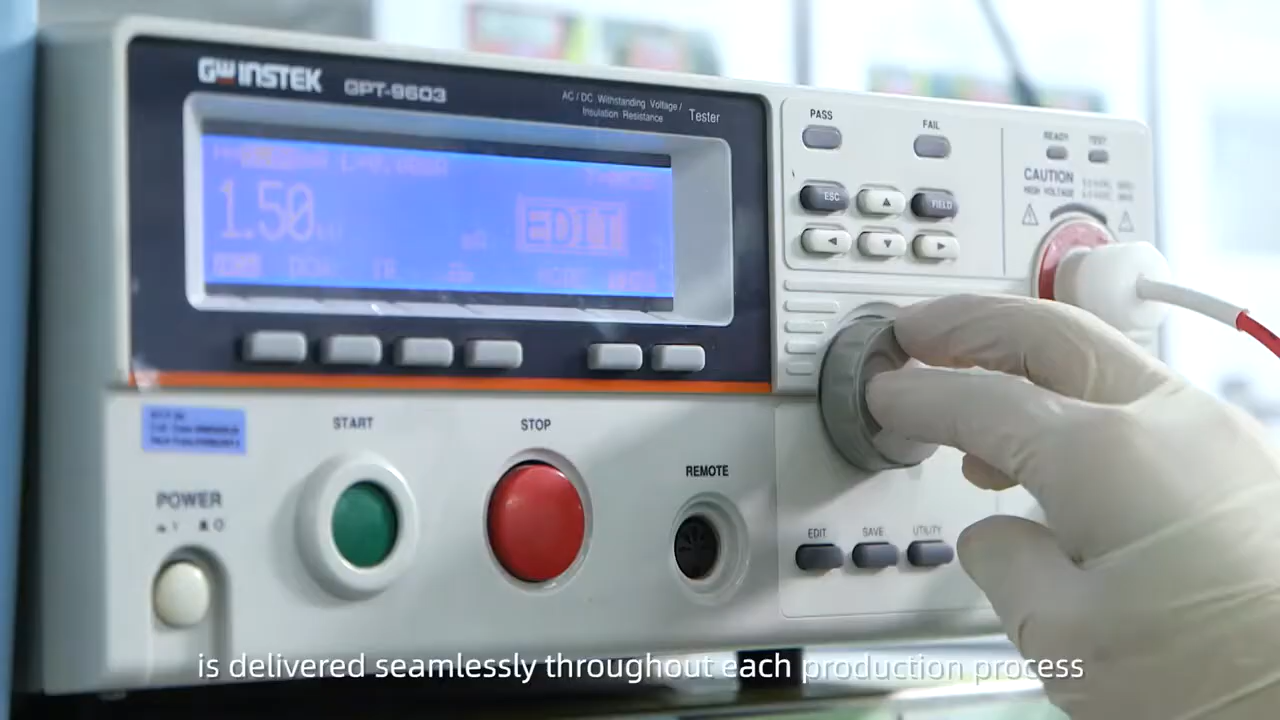 GW INSTEK GPT-9603
AC / DC Withstanding Voltage /
Insulation Resistance Tester
1.50
EDIT
PASS
FAIL
READY
TEST
ESC
FIELD
CAUTION
HIGH VOLTAGE
START
STOP
REMOTE
POWER
EDIT
SAVE
UTILITY
is delivered seamlessly throughout each production process